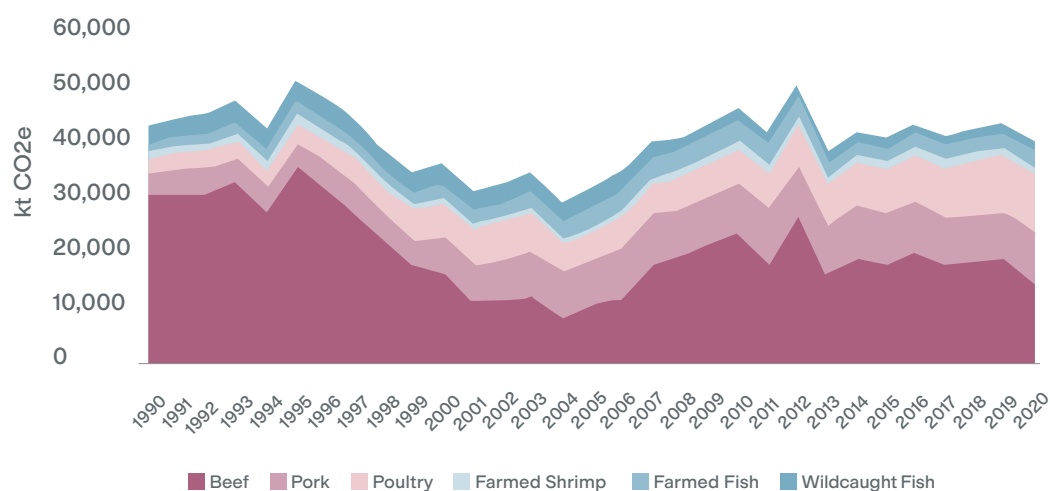 60,000
50,000
40,000
30,000
20,000
10,000
0
kt CO2e
1990 1991 1992 1993 1994 1995 1996 1997 1998 1999 2000 2001 2002 2003 2004 2005 2006 2007 2008 2009 2010 2011 2012 2013 2014 2015 2016 2017 2018 2019 2020
Beef Pork Poultry Farmed Shrimp Farmed Fish Wildcaught Fish